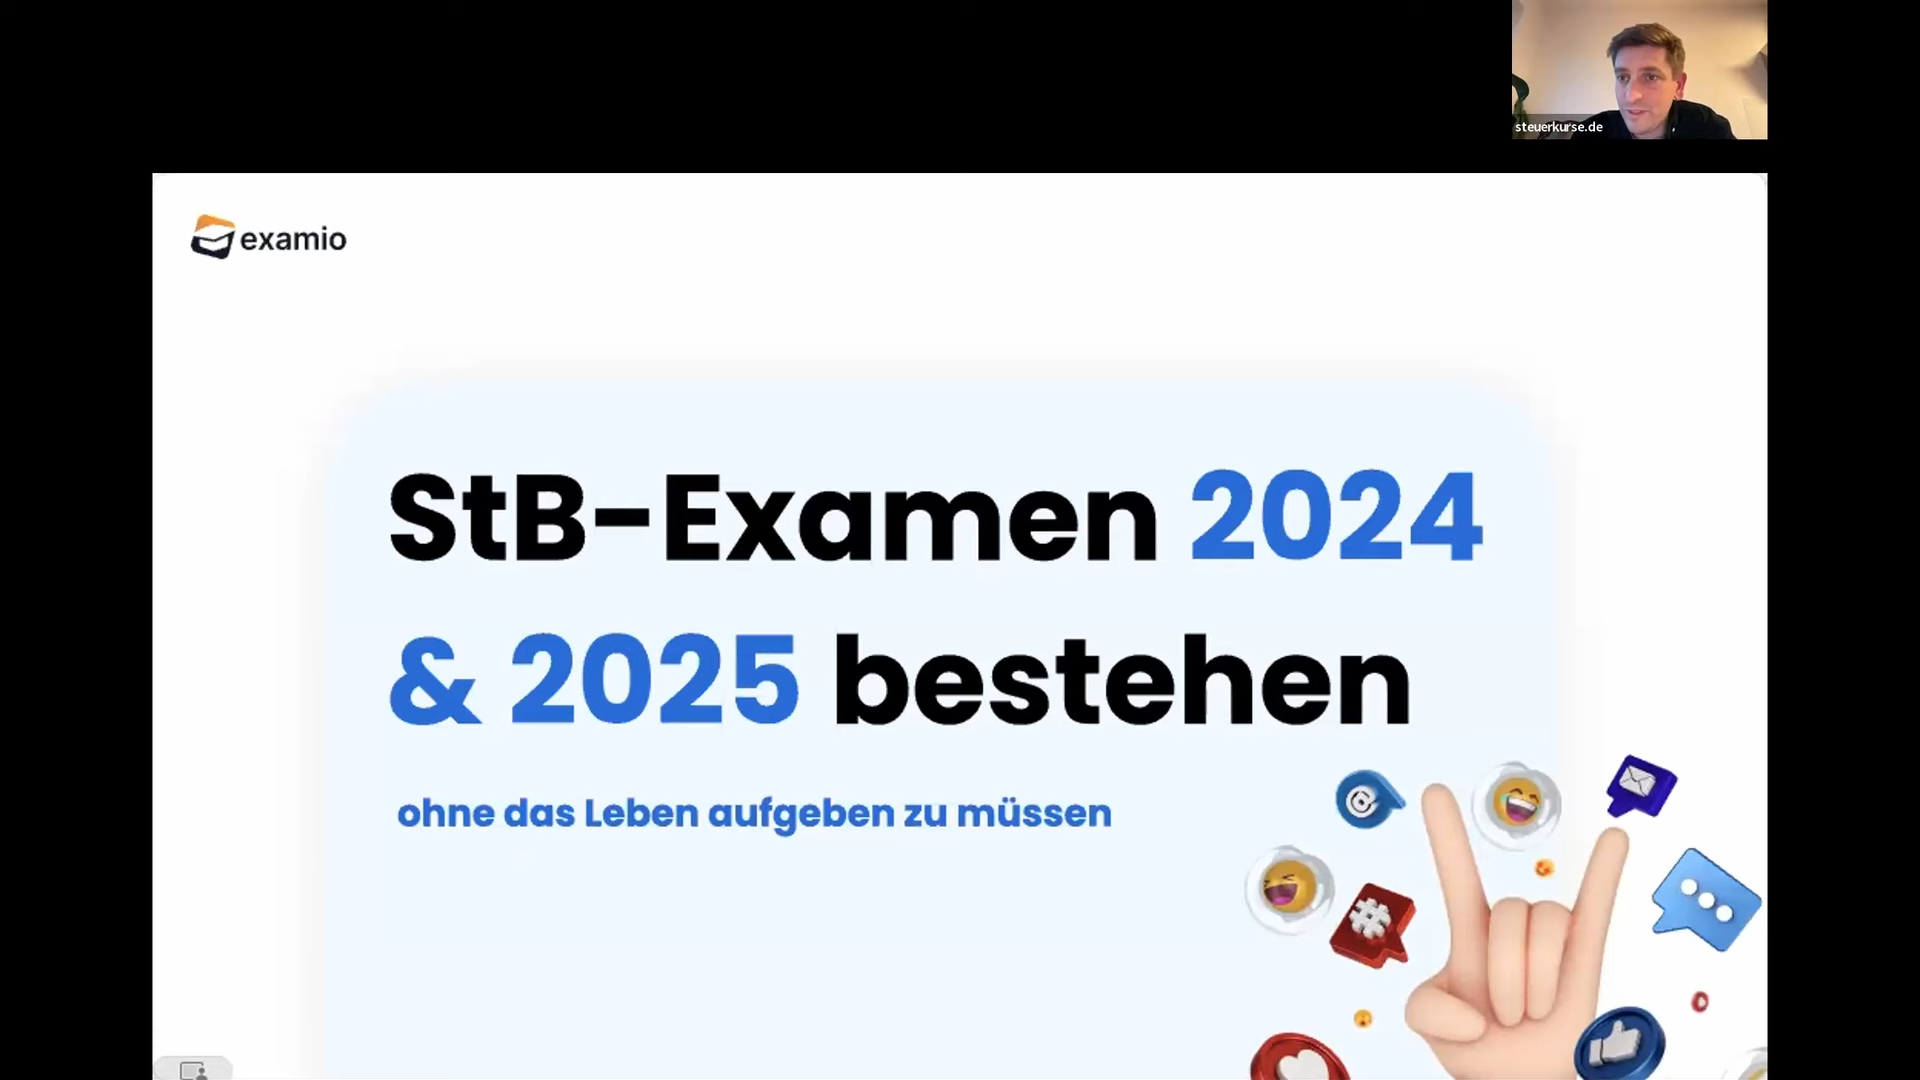 steuerkurse.de
examio
StB-Examen 2024
& 2025 bestehen
ohne das Leben aufgeben zu müssen